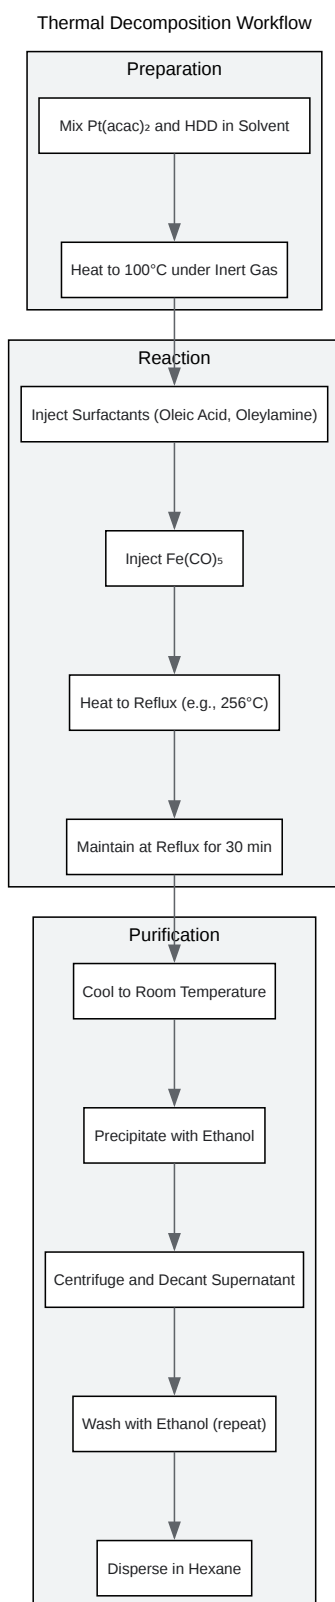 Thermal Decomposition Workflow
Preparation
Mix Pt(acac)₂ and HDD in Solvent
Heat to 100°C under Inert Gas
Reaction
Inject Surfactants (Oleic Acid, Oleylamine)
Inject Fe(CO)₅
Heat to Reflux (e.g., 256°C)
Maintain at Reflux for 30 min
Purification
Cool to Room Temperature
Precipitate with Ethanol
Centrifuge and Decant Supernatant
Wash with Ethanol (repeat)
Disperse in Hexane